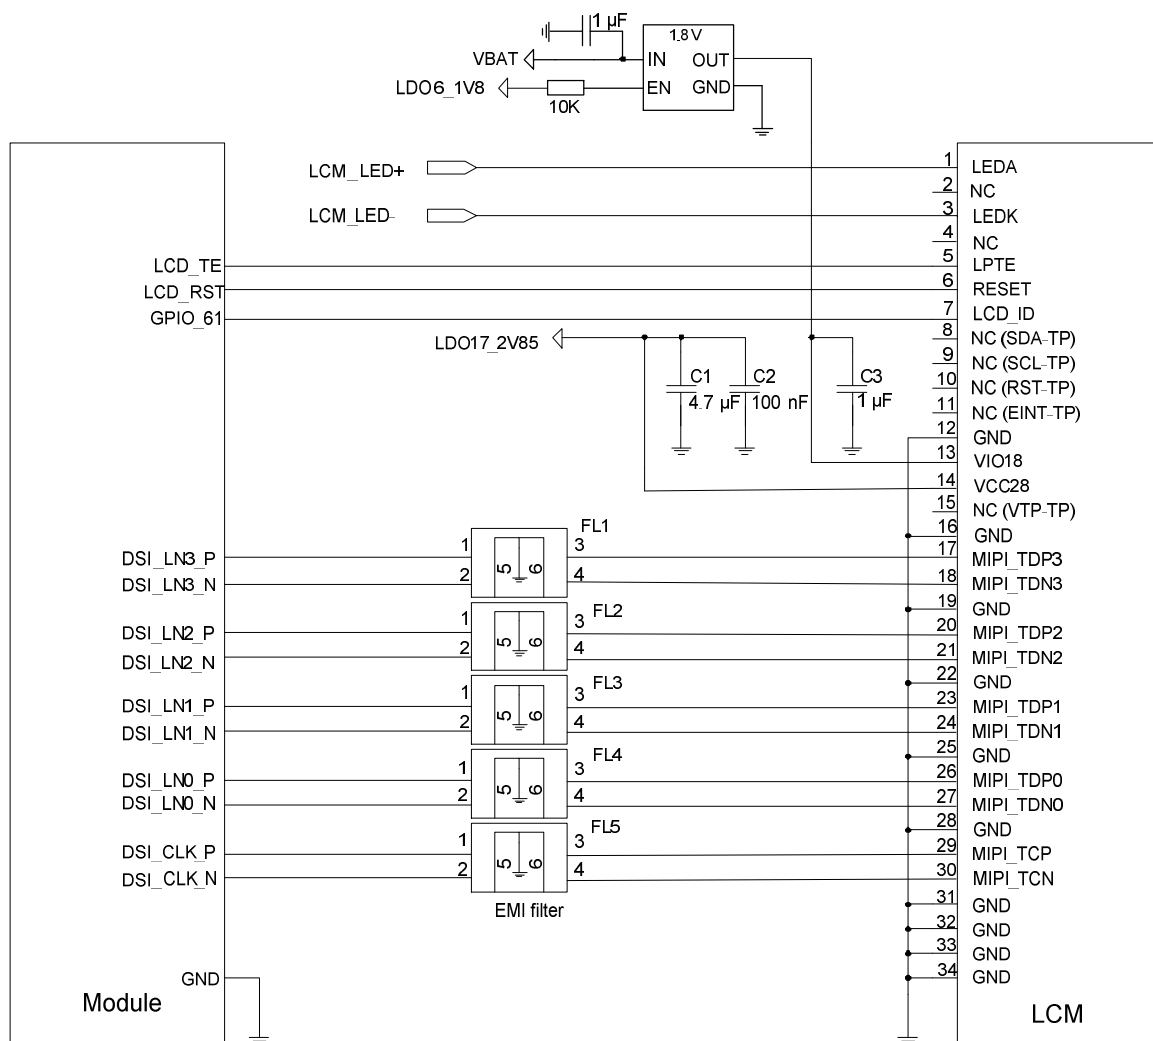 1 µF
1.8V
VBAT
IN
OUT
LDO6_1V8
EN
GND
10K
LCM_LED+
1
LEDA
2
NC
LCM_LED-
3
LEDK
4
NC
LCD_TE
5
LPTE
LCD_RST
6
RESET
GPIO_61
7
LCD_ID
LDO17_2V85
8
NC (SDA-TP)
9
NC (SCL-TP)
C1
C2
C3
10
NC (RST-TP)
4.7 µF
100 nF
1 µF
11
NC (EINT-TP)
12
GND
13
VIO18
14
VCC28
15
NC (VTP-TP)
FL1
16
GND
DSI_LN3_P
1
3
17
MIPI_TDP3
5
6
DSI_LN3_N
2
4
18
MIPI_TDN3
FL2
19
GND
DSI_LN2_P
1
3
20
MIPI_TDP2
5
6
DSI_LN2_N
2
4
21
MIPI_TDN2
FL3
22
GND
DSI_LN1_P
1
3
23
MIPI_TDP1
5
6
DSI_LN1_N
2
4
24
MIPI_TDN1
FL4
25
GND
DSI_LN0_P
1
3
26
MIPI_TDP0
5
6
DSI_LN0_N
2
4
27
MIPI_TDN0
FL5
28
GND
DSI_CLK_P
1
3
29
MIPI_TCP
5
6
DSI_CLK_N
2
4
30
MIPI_TCN
EMI filter
31
GND
32
GND
33
GND
GND
34
GND
Module
LCM